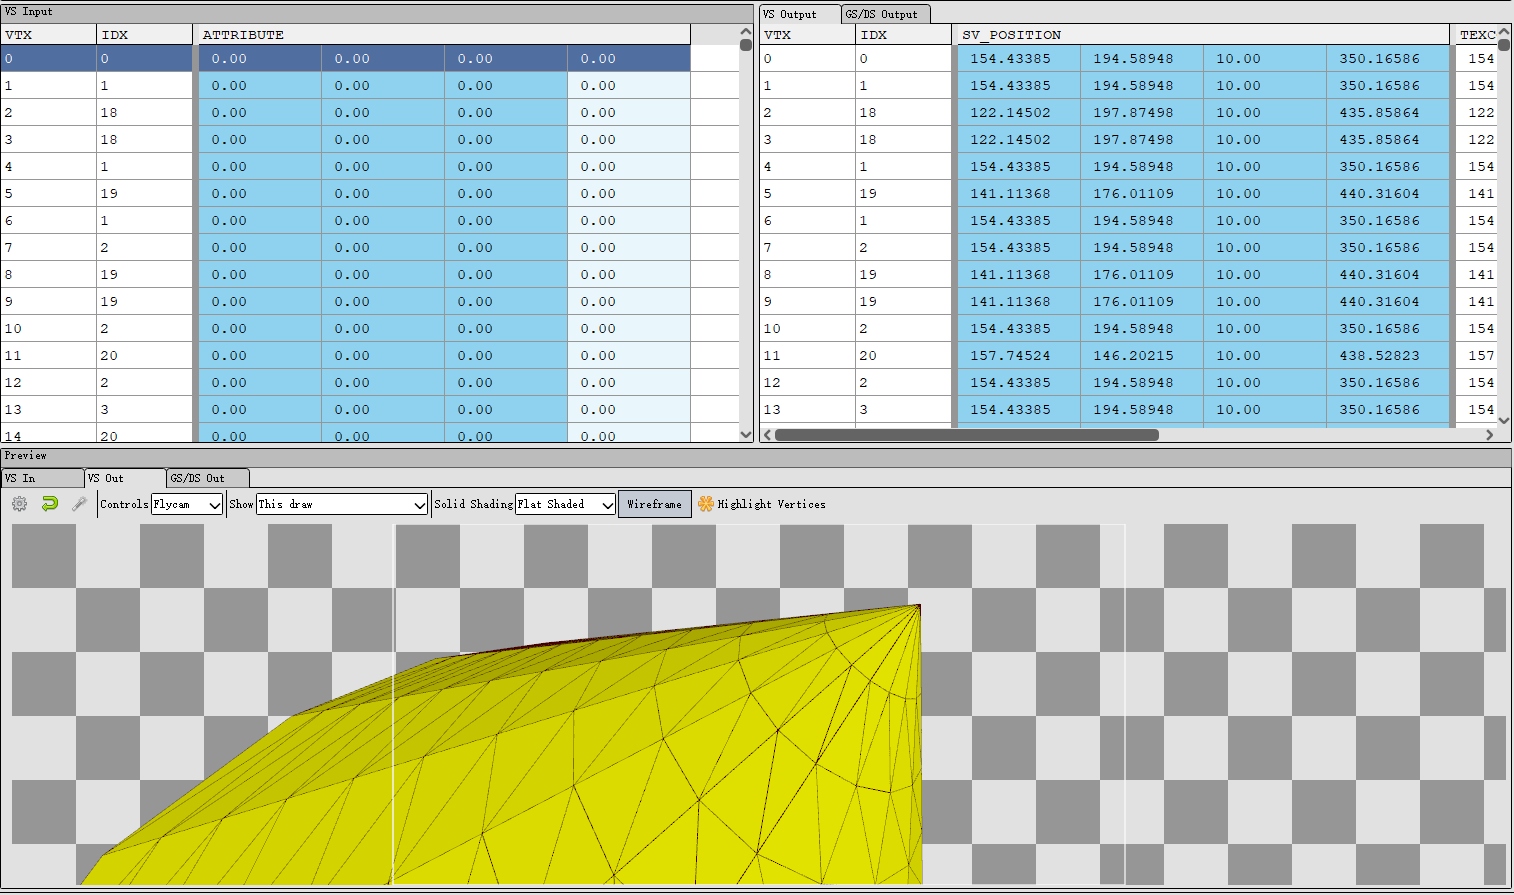 VS Input
VTX IDX ATTRIBUTE
0 0 0.00 0.00 0.00 0.00
1 1 0.00 0.00 0.00 0.00
2 18 0.00 0.00 0.00 0.00
3 18 0.00 0.00 0.00 0.00
4 1 0.00 0.00 0.00 0.00
5 19 0.00 0.00 0.00 0.00
6 1 0.00 0.00 0.00 0.00
7 2 0.00 0.00 0.00 0.00
8 19 0.00 0.00 0.00 0.00
9 19 0.00 0.00 0.00 0.00
10 2 0.00 0.00 0.00 0.00
11 20 0.00 0.00 0.00 0.00
12 2 0.00 0.00 0.00 0.00
13 3 0.00 0.00 0.00 0.00
14 20 0.00 0.00 0.00 0.00
VS Output GS/DS Output
VTX IDX SV_POSITION TEXC
0 0 154.43385 194.58948 10.00 350.16586 154
1 1 154.43385 194.58948 10.00 350.16586 154
2 18 122.14502 197.87498 10.00 435.85864 122
3 18 122.14502 197.87498 10.00 435.85864 122
4 1 154.43385 194.58948 10.00 350.16586 154
5 19 141.11368 176.01109 10.00 440.31604 141
6 1 154.43385 194.58948 10.00 350.16586 154
7 2 154.43385 194.58948 10.00 350.16586 154
8 19 141.11368 176.01109 10.00 440.31604 141
9 19 141.11368 176.01109 10.00 440.31604 141
10 2 154.43385 194.58948 10.00 350.16586 154
11 20 157.74524 146.20215 10.00 438.52823 157
12 2 154.43385 194.58948 10.00 350.16586 154
13 3 154.43385 194.58948 10.00 350.16586 154
Preview
VS In VS Out GS/DS Out
Controls Flycam Show This draw Solid Shading Flat Shaded Wireframe Highlight Vertices